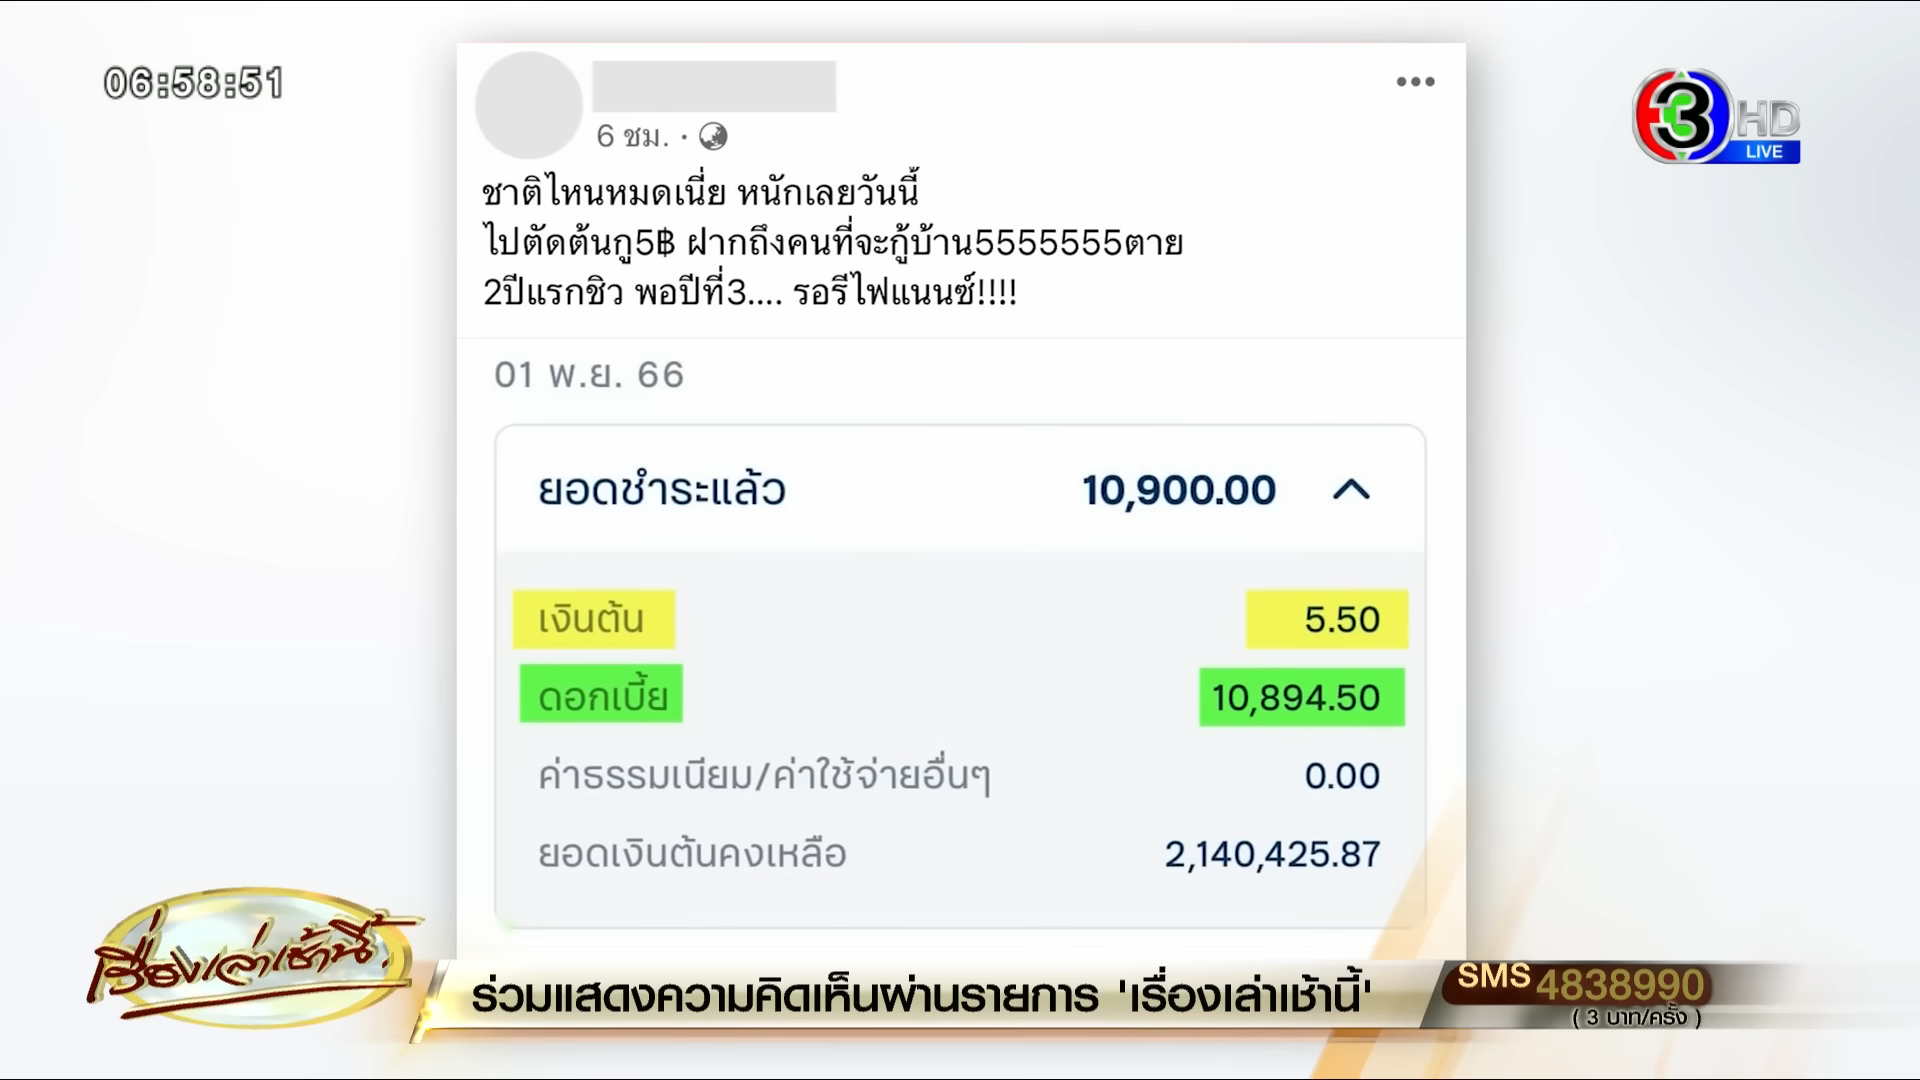 06:58:51
3 HD
LIVE
6 ชม. ·
ชาติไหนหมดเนี่ย หนักเลยวันนี้
ไปตัดต้นกู5฿ ฝากถึงคนที่จะกู้บ้าน5555555ตาย
2ปีแรกชิว พอปีที่3.... รอรีไฟแนนซ์!!!!
01 พ.ย. 66
ยอดชำระแล้ว 10,900.00
เงินต้น 5.50
ดอกเบี้ย 10,894.50
ค่าธรรมเนียม/ค่าใช้จ่ายอื่นๆ 0.00
ยอดเงินต้นคงเหลือ 2,140,425.87
เรื่องเล่าเช้านี้
ร่วมแสดงความคิดเห็นผ่านรายการ 'เรื่องเล่าเช้านี้'
SMS 4838990
( 3 บาท/ครั้ง )